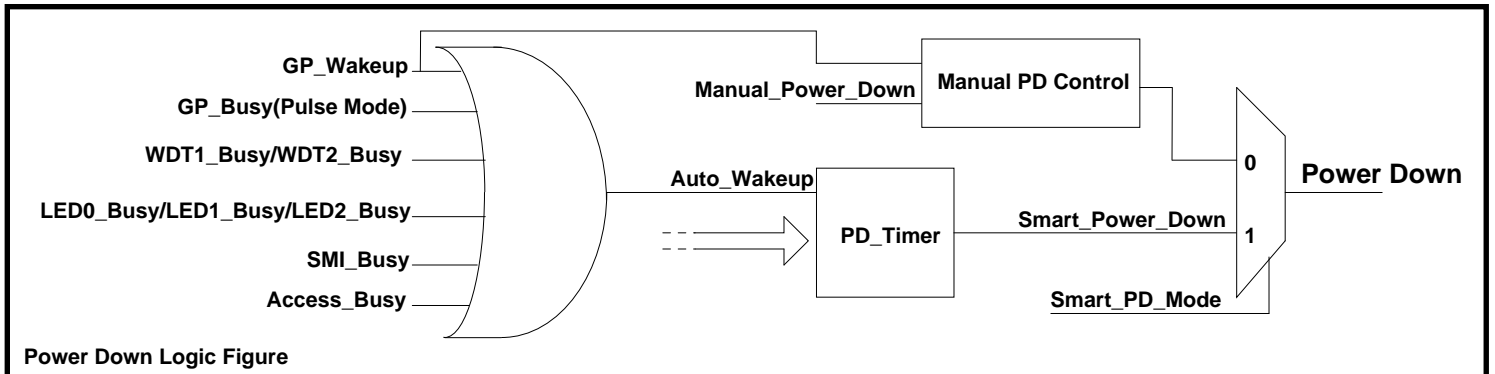 GP_Wakeup
GP_Busy(Pulse Mode)
WDT1_Busy/WDT2_Busy
LED0_Busy/LED1_Busy/LED2_Busy
SMI_Busy
Access_Busy
Manual_Power_Down
Manual PD Control
Auto_Wakeup
PD_Timer
Smart_Power_Down
0
1
Power Down
Smart_PD_Mode
Power Down Logic Figure